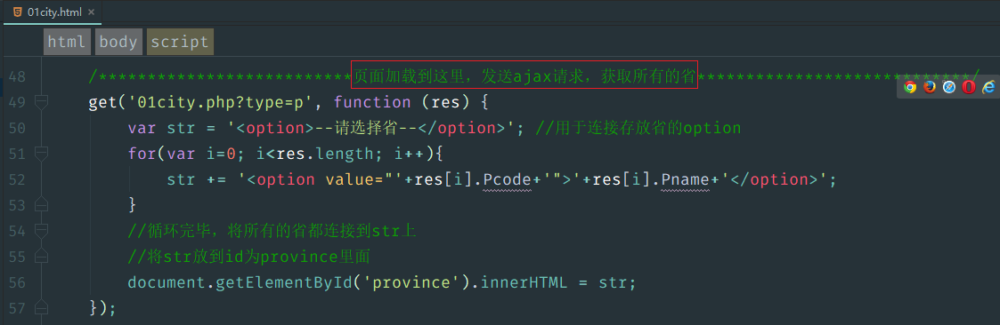 01city.html
html body script
48 /**************************页面加载到这里，发送ajax请求，获取所有的省****************************/
49 get('01city.php?type=p', function (res) {
50 var str = '<option>--请选择省--</option>'; //用于连接存放省的option
51 for(var i=0; i<res.length; i++){
52 str += '<option value="'+res[i].Pcode+'">'+res[i].Pname+'</option>';
53 }
54 //循环完毕，将所有的省都连接到str上
55 //将str放到id为province里面
56 document.getElementById('province').innerHTML = str;
57 });